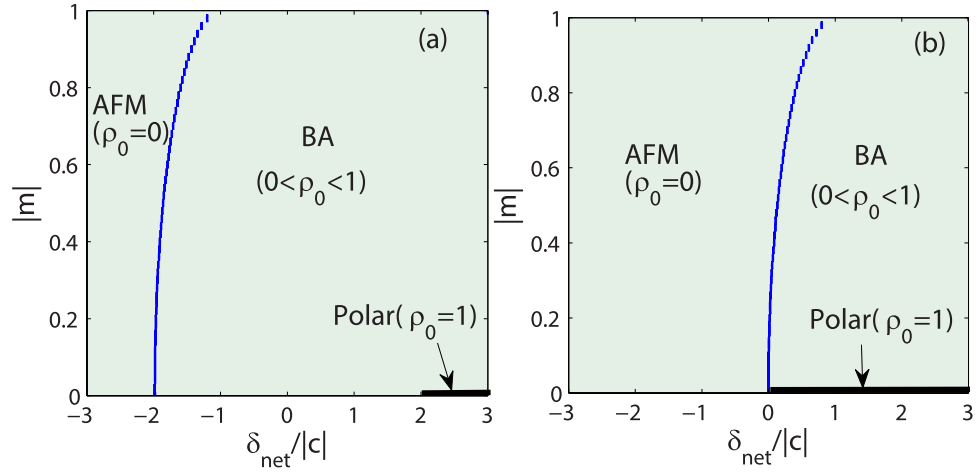 (a)
AFM
(ρ₀=0)
BA
(0<ρ₀<1)
Polar(ρ₀=1)
|m|
1
0.8
0.6
0.4
0.2
0
−3 −2 −1 0 1 2 3
δnet/|c|
(b)
AFM
(ρ₀=0)
BA
(0<ρ₀<1)
Polar(ρ₀=1)
|m|
1
0.8
0.6
0.4
0.2
0
−3 −2 −1 0 1 2 3
δnet/|c|